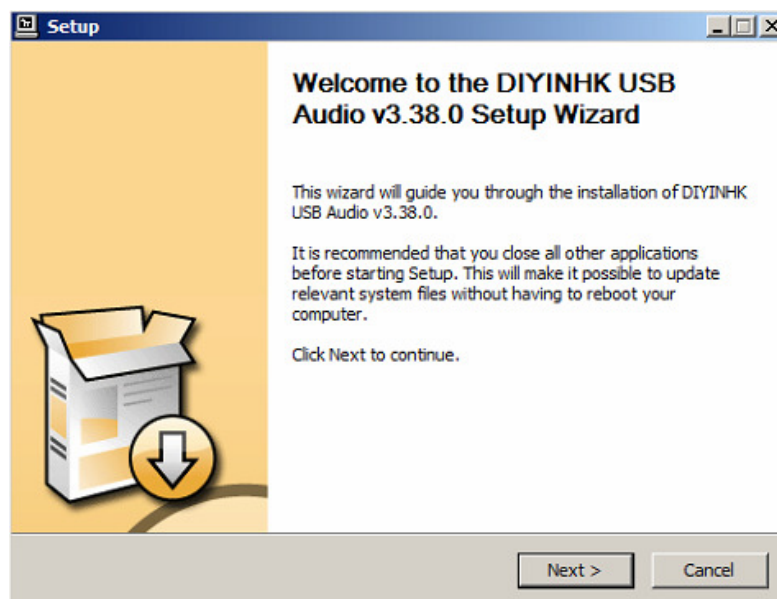 Setup
Welcome to the DIYINHK USB
Audio v3.38.0 Setup Wizard
This wizard will guide you through the installation of DIYINHK
USB Audio v3.38.0.
It is recommended that you close all other applications
before starting Setup. This will make it possible to update
relevant system files without having to reboot your
computer.
Click Next to continue.
Next >
Cancel